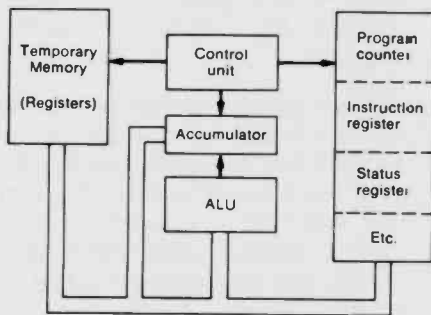 Temporary
Memory
(Registers)
Control
unit
Accumulator
ALU
Program
counter
Instruction
register
Status
register
Etc.